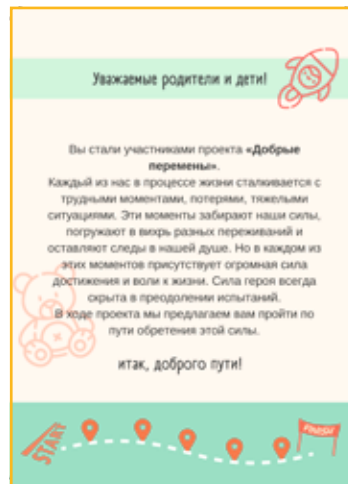 Уважаемые родители и дети!
Вы стали участниками проекта «Добрые
перемены».
Каждый из нас в процессе жизни сталкивается с
трудными моментами, потерями, тяжелыми
ситуациями. Эти моменты забирают наши силы,
погружают в вихрь разных переживаний и
оставляют следы в нашей душе. Но в каждом из
этих моментов присутствует огромная сила
достижения и воли к жизни. Сила героя всегда
скрыта в преодолении испытаний.
В ходе проекта мы предлагаем вам пройти по
пути обретения этой силы.
итак, доброго пути!
START
FINISH